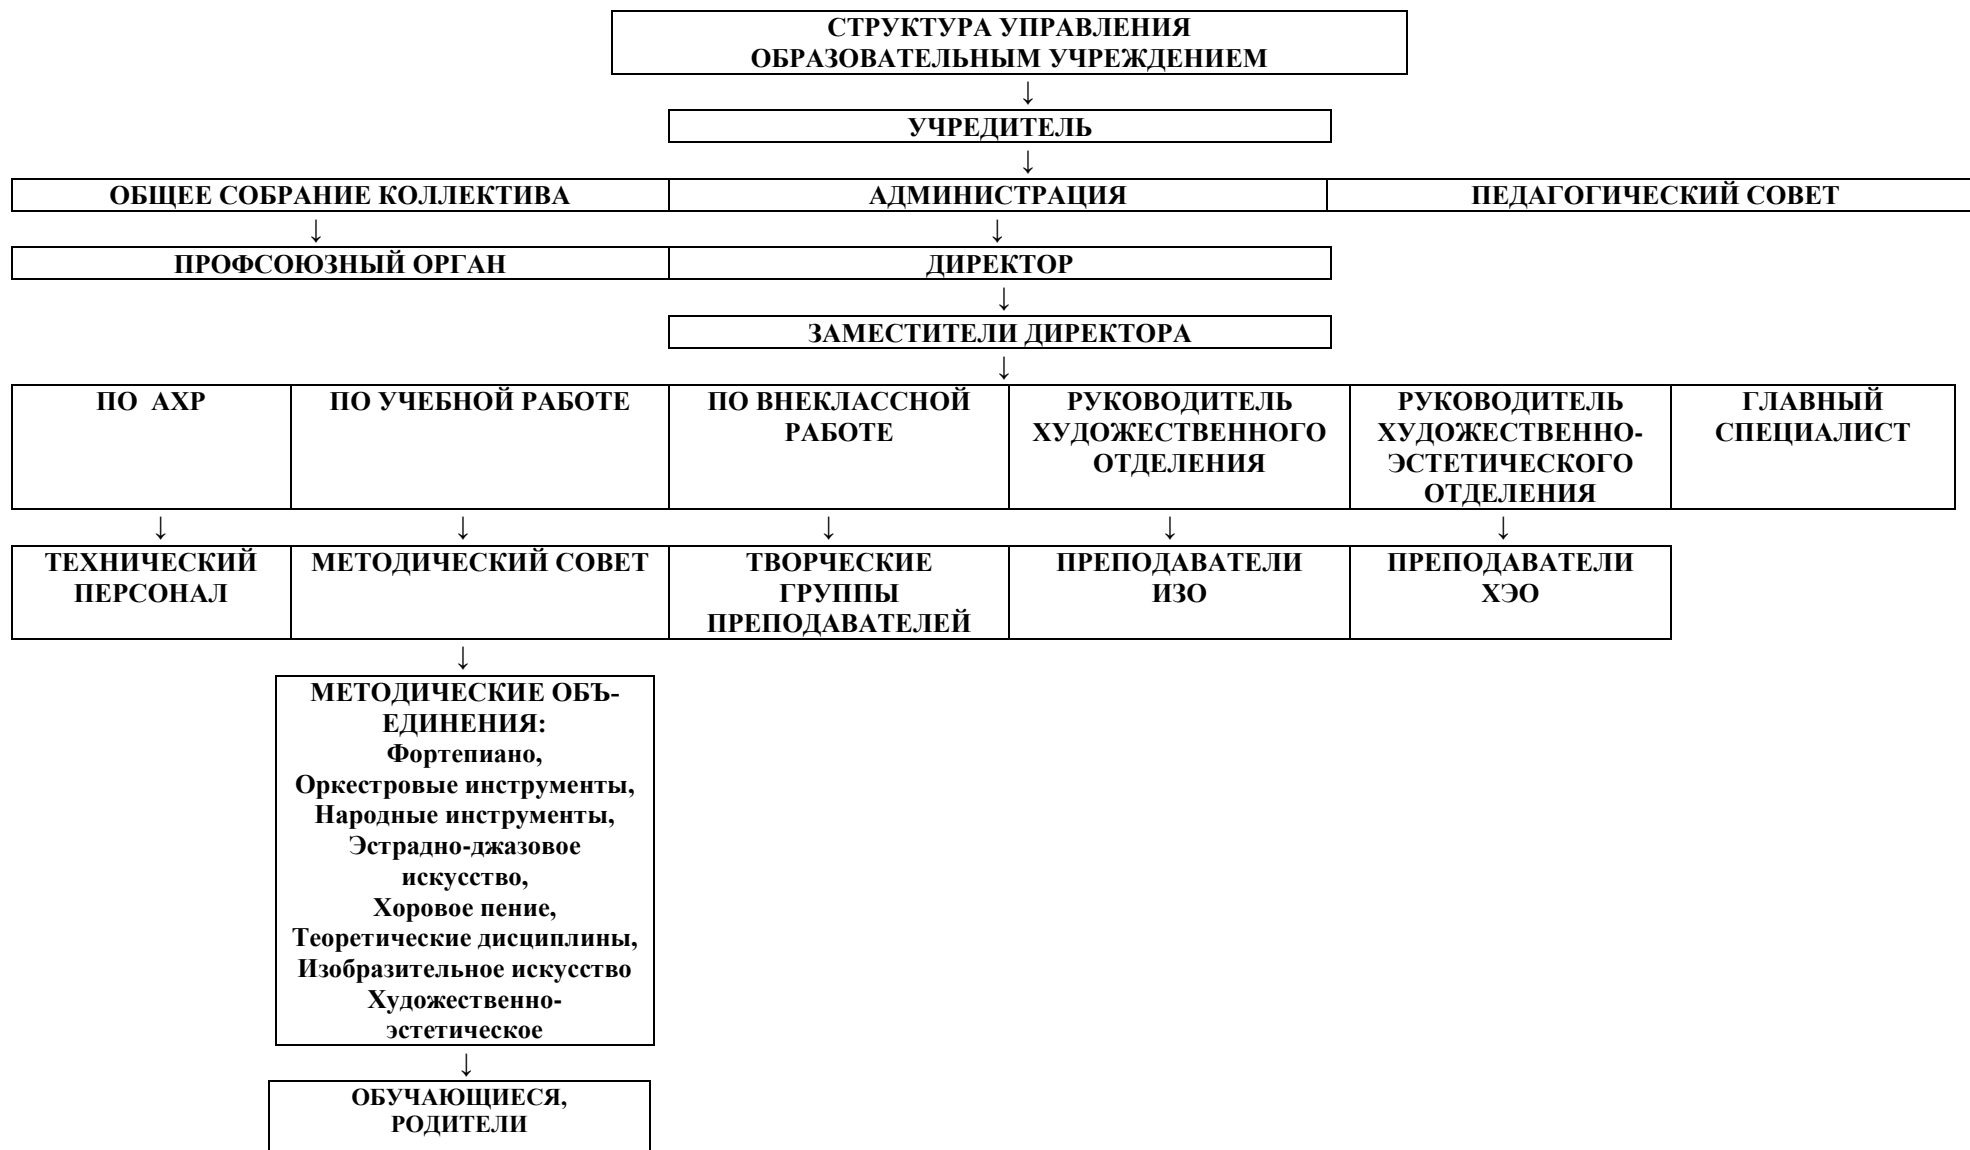 СТРУКТУРА УПРАВЛЕНИЯ
ОБРАЗОВАТЕЛЬНЫМ УЧРЕЖДЕНИЕМ
↓
УЧРЕДИТЕЛЬ
↓
ОБЩЕЕ СОБРАНИЕ КОЛЛЕКТИВА
АДМИНИСТРАЦИЯ
ПЕДАГОГИЧЕСКИЙ СОВЕТ
↓ ↓
ПРОФСОЮЗНЫЙ ОРГАН
ДИРЕКТОР
↓
ЗАМЕСТИТЕЛИ ДИРЕКТОРА
↓
ПО АХР
ПО УЧЕБНОЙ РАБОТЕ
ПО ВНЕКЛАССНОЙ
РАБОТЕ
РУКОВОДИТЕЛЬ
ХУДОЖЕСТВЕННОГО
ОТДЕЛЕНИЯ
РУКОВОДИТЕЛЬ
ХУДОЖЕСТВЕННО-
ЭСТЕТИЧЕСКОГО
ОТДЕЛЕНИЯ
ГЛАВНЫЙ
СПЕЦИАЛИСТ
↓ ↓ ↓ ↓ ↓
ТЕХНИЧЕСКИЙ
ПЕРСОНАЛ
МЕТОДИЧЕСКИЙ СОВЕТ
ТВОРЧЕСКИЕ
ГРУППЫ
ПРЕПОДАВАТЕЛЕЙ
ПРЕПОДАВАТЕЛИ
ИЗО
ПРЕПОДАВАТЕЛИ
ХЭО
↓
МЕТОДИЧЕСКИЕ ОБЪ-
ЕДИНЕНИЯ:
Фортепиано,
Оркестровые инструменты,
Народные инструменты,
Эстрадно-джазовое
искусство,
Хоровое пение,
Теоретические дисциплины,
Изобразительное искусство
Художественно-
эстетическое
↓
ОБУЧАЮЩИЕСЯ,
РОДИТЕЛИ